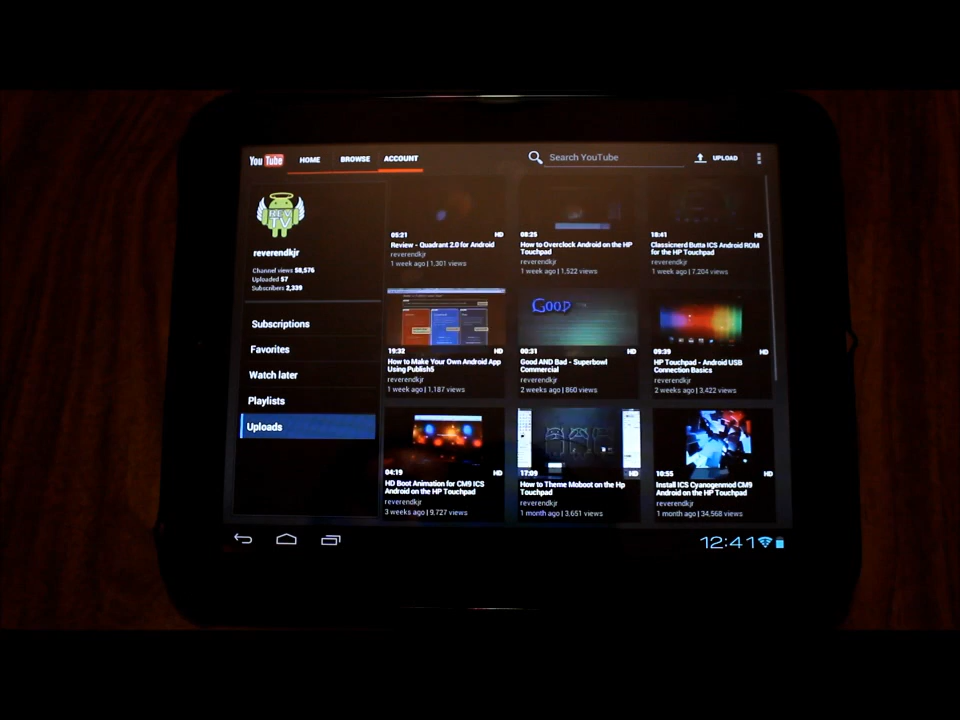 YouTube HOME BROWSE ACCOUNT Search YouTube UPLOAD
REV
TV
reverendkjr
Channel views 58,576
Uploaded 57
Subscribers 2,339
Subscriptions
Favorites
Watch later
Playlists
Uploads
05:21 HD
Review - Quadrant 2.0 for Android
reverendkjr
1 week ago | 1,301 views
08:25 HD
How to Overclock Android on the HP
Touchpad
reverendkjr
1 week ago | 1,522 views
18:41 HD
Classicnerd Butta ICS Android ROM
for the HP Touchpad
reverendkjr
1 week ago | 7,204 views
19:32 HD
How to Make Your Own Android App
Using Publish5
reverendkjr
1 week ago | 1,187 views
GOOD
00:31 HD
Good AND Bad - Superbowl
Commercial
reverendkjr
2 weeks ago | 860 views
09:39 HD
HP Touchpad - Android USB
Connection Basics
reverendkjr
2 weeks ago | 3,422 views
04:19 HD
HD Boot Animation for CM9 ICS
Android on the HP Touchpad
reverendkjr
3 weeks ago | 9,727 views
17:09 HD
How to Theme Moboot on the Hp
Touchpad
reverendkjr
1 month ago | 3,651 views
10:55 HD
Install ICS Cyanogenmod CM9
Android on the HP Touchpad
reverendkjr
1 month ago | 34,568 views
12:41